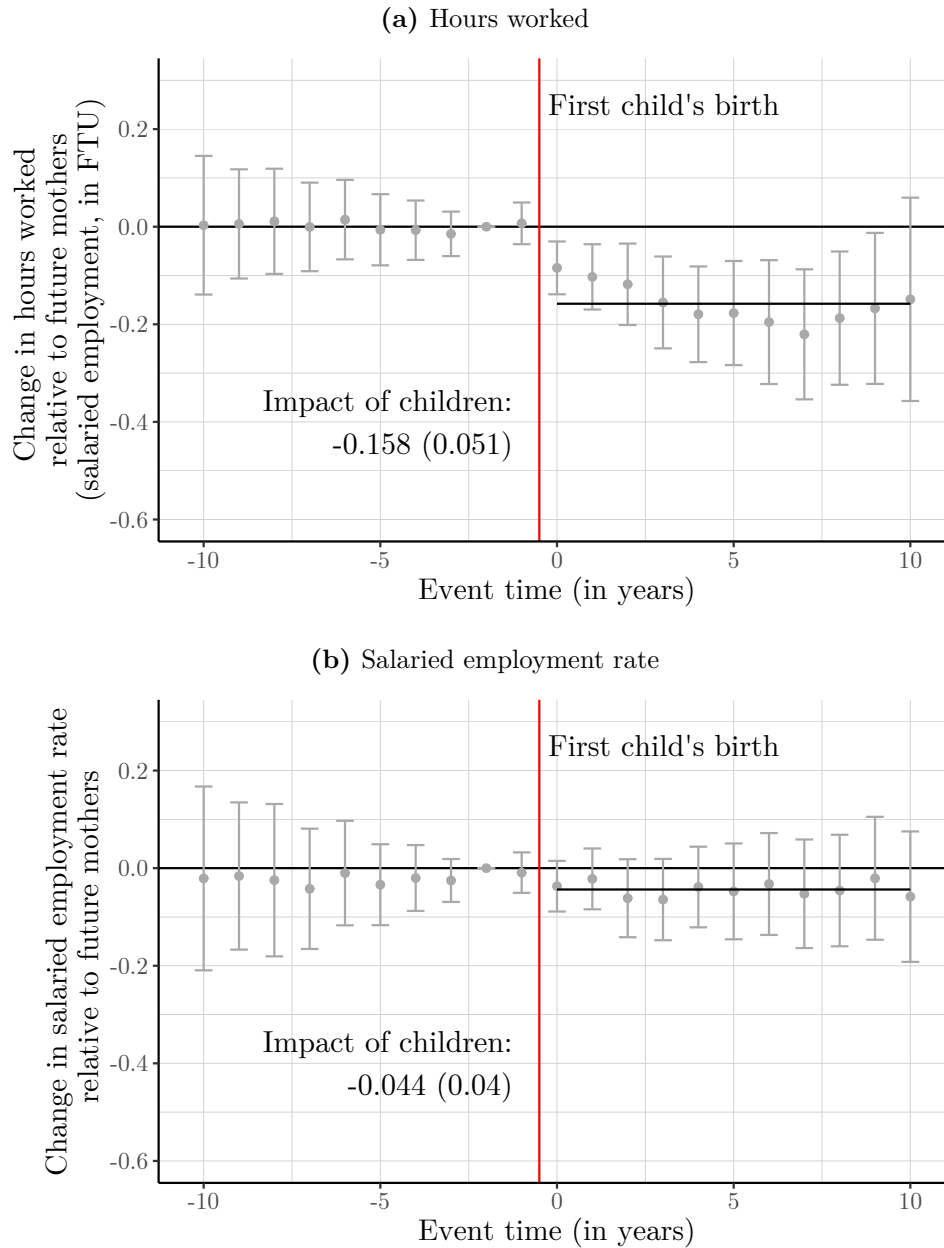 (a) Hours worked
Change in hours worked
relative to future mothers
(salaried employment, in FTU)
0.2
0.0
-0.2
-0.4
-0.6
First child's birth
Impact of children:
-0.158 (0.051)
-10
-5
0
5
10
Event time (in years)
(b) Salaried employment rate
Change in salaried employment rate
relative to future mothers
0.2
0.0
-0.2
-0.4
-0.6
First child's birth
Impact of children:
-0.044 (0.04)
-10
-5
0
5
10
Event time (in years)